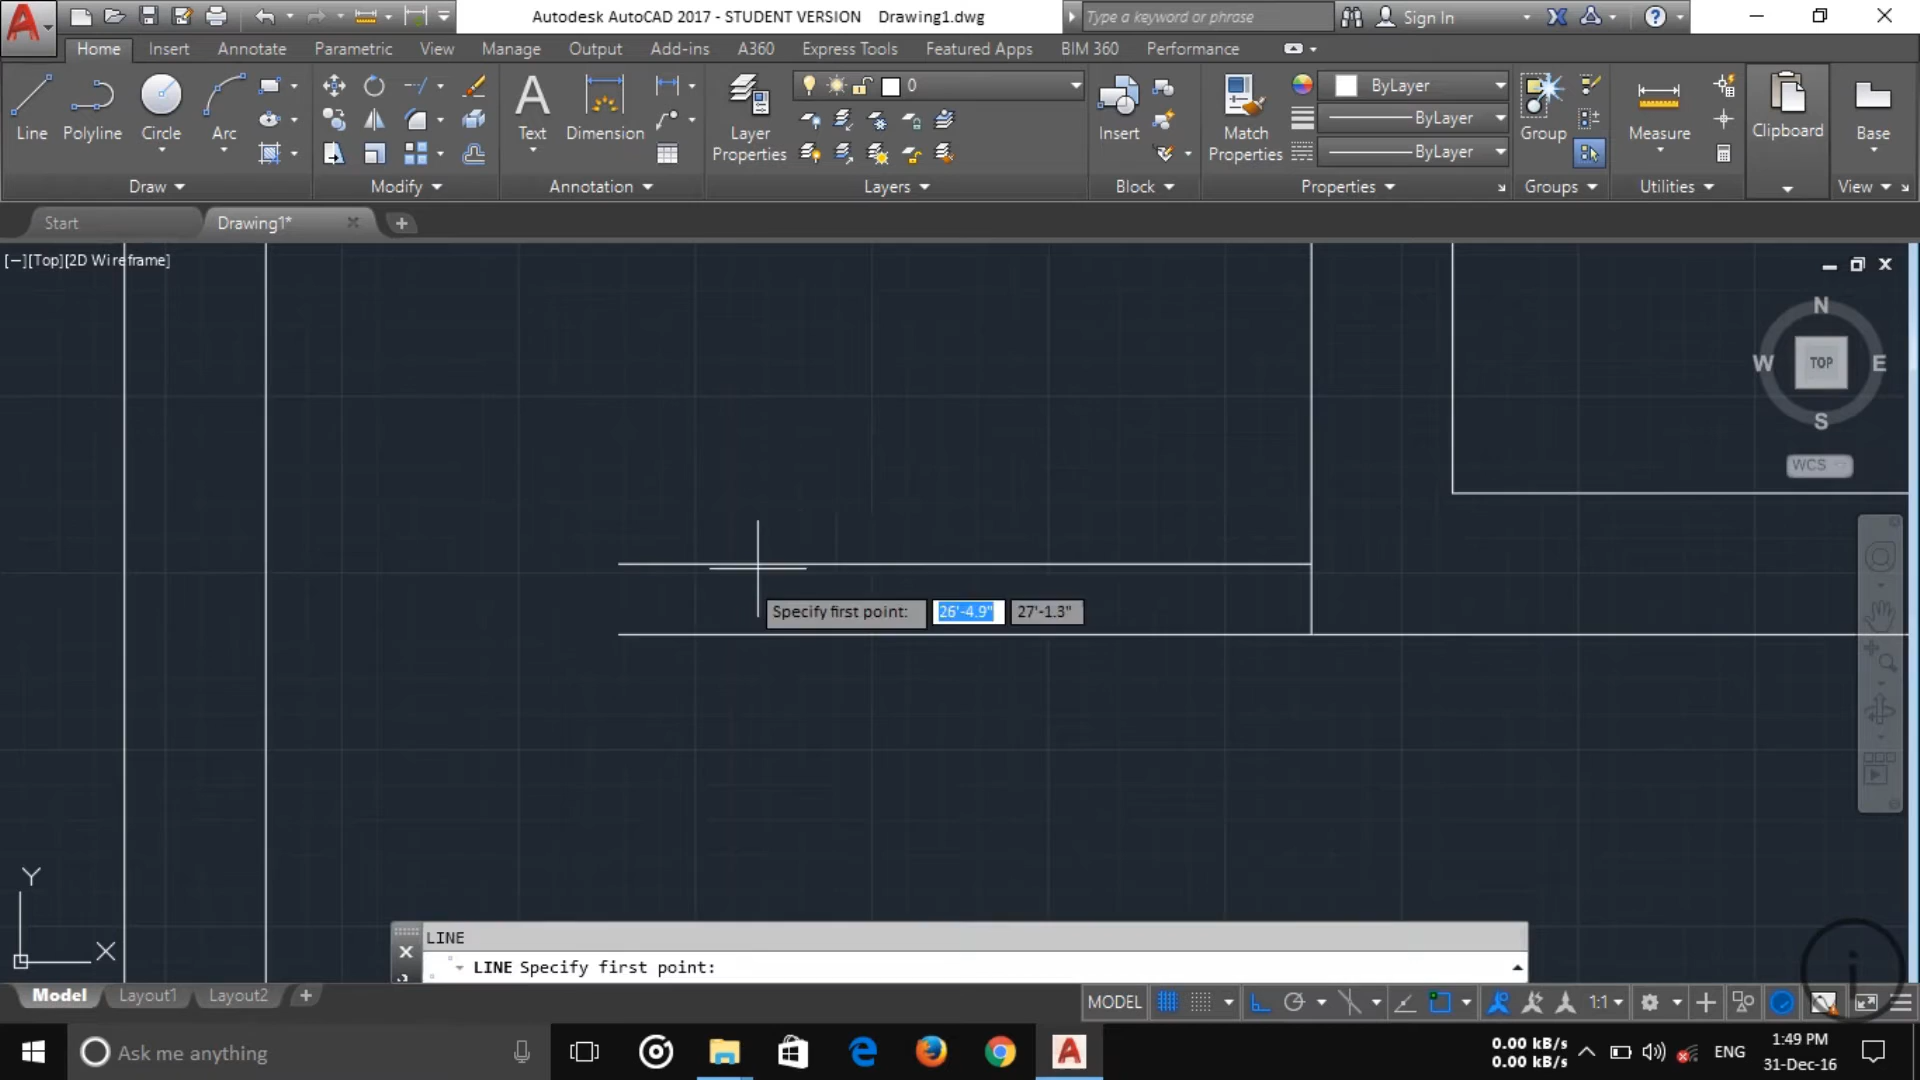 Autodesk AutoCAD 2017 - STUDENT VERSION Drawing1.dwg
Type a keyword or phrase
Sign In
Home Insert Annotate Parametric View Manage Output Add-ins A360 Express Tools Featured Apps BIM 360 Performance
0
ByLayer
ByLayer
ByLayer
Line Polyline Circle Arc
Text Dimension
Layer
Properties
Insert
Match
Properties
Group
Measure
Clipboard
Base
Draw Modify Annotation Layers Block Properties Groups Utilities View
Start Drawing1*
[−][Top][2D Wireframe]
N
W TOP E
S
WCS
Specify first point: 26'-4.9" 27'-1.3"
Y
X
LINE
LINE Specify first point:
Model Layout1 Layout2
MODEL
1:1
Ask me anything
0.00 kB/s
0.00 kB/s
ENG
1:49 PM
31-Dec-16